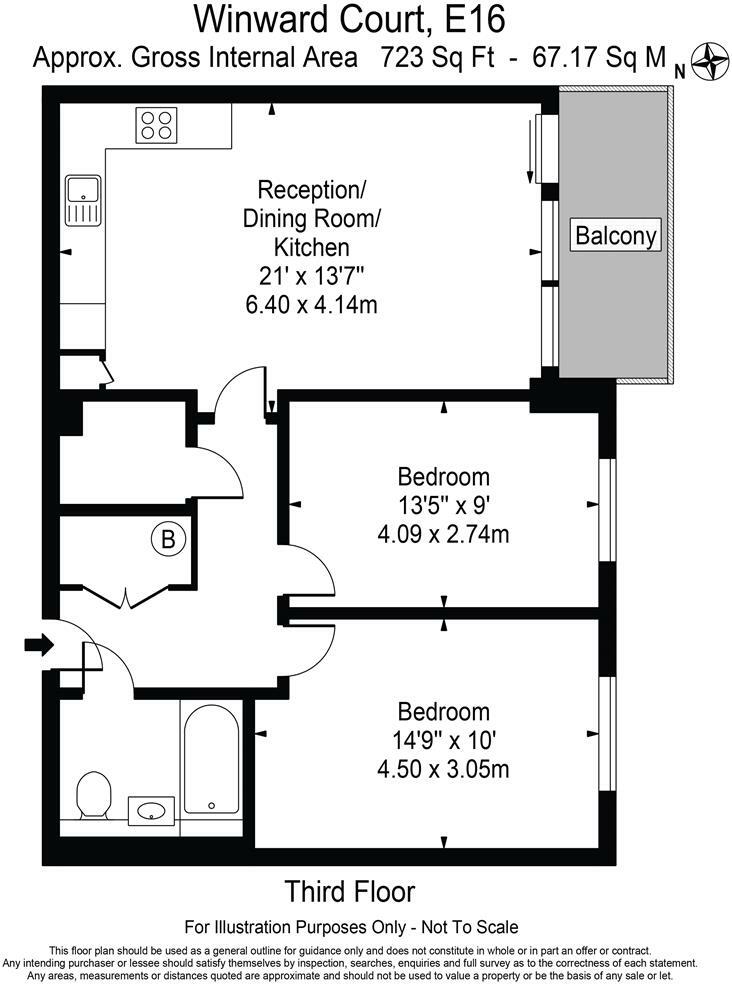 Winward Court, E16
Approx. Gross Internal Area 723 Sq Ft - 67.17 Sq M
N
Reception/
Dining Room/
Kitchen
21' x 13'7"
6.40 x 4.14m
Balcony
Bedroom
13'5" x 9'
4.09 x 2.74m
B
Bedroom
14'9" x 10'
4.50 x 3.05m
Third Floor
For Illustration Purposes Only - Not To Scale
This floor plan should be used as a general outline for guidance only and does not constitute in whole or in part an offer or contract.
Any intending purchaser or lessee should satisfy themselves by inspection, searches, enquiries and full survey as to the correctness of each statement.
Any areas, measurements or distances quoted are approximate and should not be used to value a property or be the basis of any sale or let.